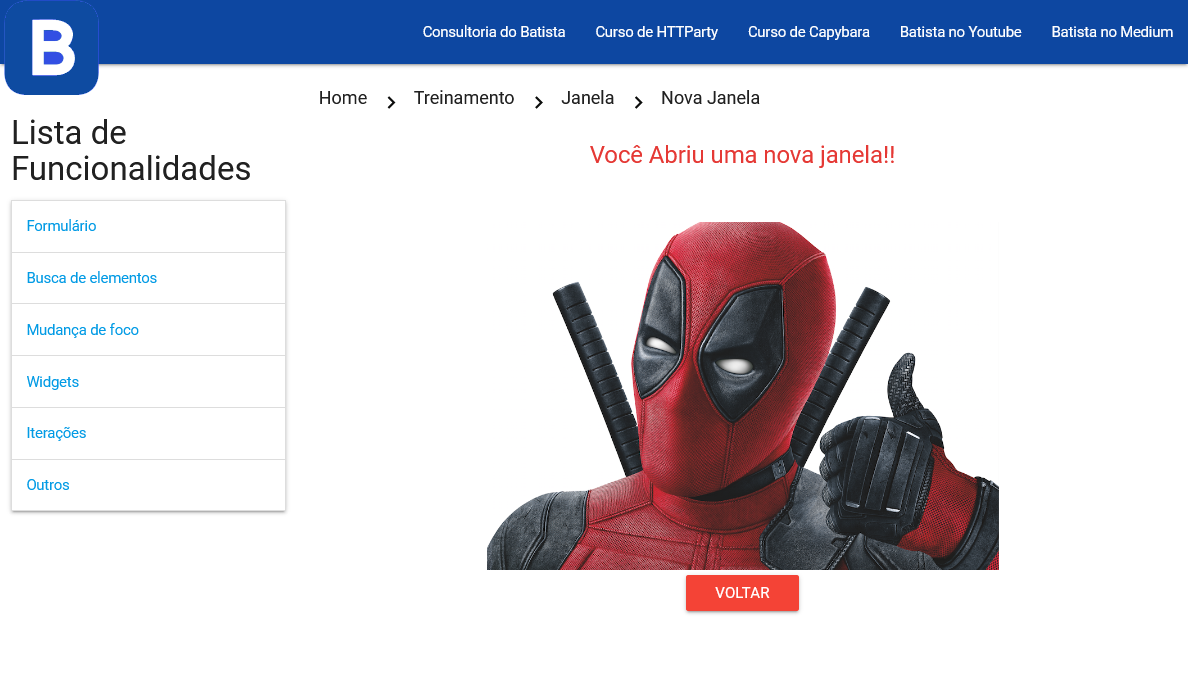 B
Consultoria do Batista Curso de HTTParty Curso de Capybara Batista no Youtube Batista no Medium
Home Treinamento Janela Nova Janela
Lista de
Funcionalidades
Formulário
Busca de elementos
Mudança de foco
Widgets
Iterações
Outros
Você Abriu uma nova janela!!
VOLTAR